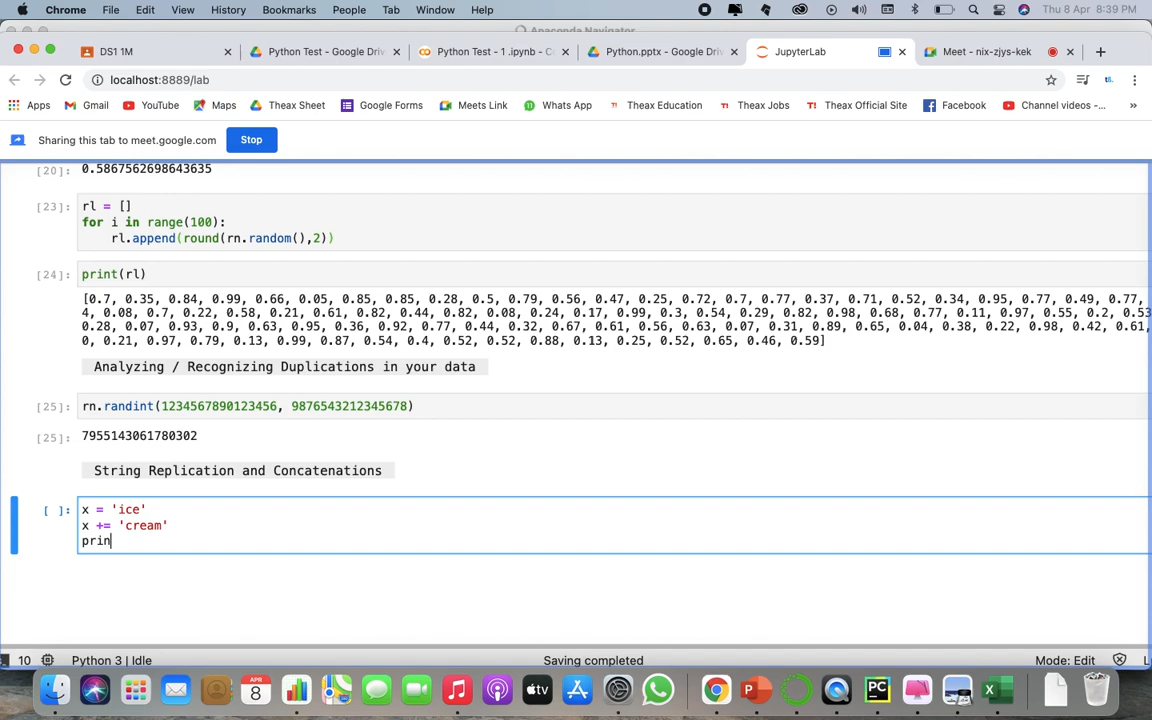 Chrome File Edit View History Bookmarks People Tab Window Help Thu 8 Apr 8:39 PM
Anaconda Navigator
DS1 1M Python Test - Google Driv Python Test - 1 .ipynb - C Python.pptx - Google Driv JupyterLab Meet - nix-zjys-kek
localhost:8889/lab
Apps Gmail YouTube Maps Theax Sheet Google Forms Meets Link Whats App Theax Education Theax Jobs Theax Official Site Facebook Channel videos -...
Sharing this tab to meet.google.com Stop
[20]: 0.5867562698643635
[23]: rl = []
for i in range(100):
rl.append(round(rn.random(),2))
[24]: print(rl)
[0.7, 0.35, 0.84, 0.99, 0.66, 0.05, 0.85, 0.85, 0.28, 0.5, 0.79, 0.56, 0.47, 0.25, 0.72, 0.7, 0.77, 0.37, 0.71, 0.52, 0.34, 0.95, 0.77, 0.49, 0.77,
4, 0.08, 0.7, 0.22, 0.58, 0.21, 0.61, 0.82, 0.44, 0.82, 0.08, 0.24, 0.17, 0.99, 0.3, 0.54, 0.29, 0.82, 0.98, 0.68, 0.77, 0.11, 0.97, 0.55, 0.2, 0.53
0.28, 0.07, 0.93, 0.9, 0.63, 0.95, 0.36, 0.92, 0.77, 0.44, 0.32, 0.67, 0.61, 0.56, 0.63, 0.07, 0.31, 0.89, 0.65, 0.04, 0.38, 0.22, 0.98, 0.42, 0.61,
0, 0.21, 0.97, 0.79, 0.13, 0.99, 0.87, 0.54, 0.4, 0.52, 0.52, 0.88, 0.13, 0.25, 0.52, 0.65, 0.46, 0.59]
Analyzing / Recognizing Duplications in your data
[25]: rn.randint(1234567890123456, 9876543212345678)
[25]: 7955143061780302
String Replication and Concatenations
[ ]: x = 'ice'
x += 'cream'
prin
10 Python 3 | Idle Saving completed Mode: Edit
APR
8 tv P PC X